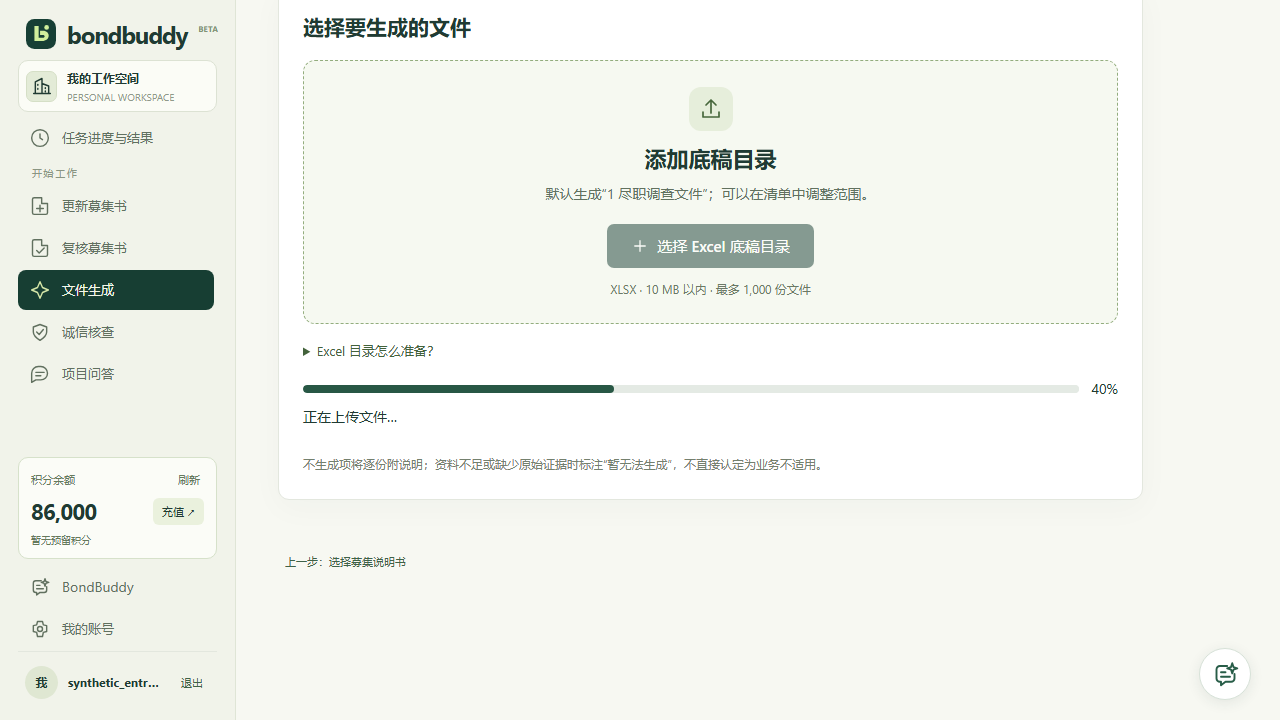 bondbuddy BETA
我的工作空间
PERSONAL WORKSPACE
任务进度与结果
开始工作
更新募集书
复核募集书
文件生成
诚信核查
项目问答
积分余额 刷新
86,000 充值 ↗
暂无预留积分
BondBuddy
我的账号
我 synthetic_entr... 退出
选择要生成的文件
添加底稿目录
默认生成“1 尽职调查文件”；可以在清单中调整范围。
＋ 选择 Excel 底稿目录
XLSX · 10 MB 以内 · 最多 1,000 份文件
▶ Excel 目录怎么准备？
40%
正在上传文件…
不生成项将逐份附说明；资料不足或缺少原始证据时标注“暂无法生成”，不直接认定为业务不适用。
上一步：选择募集说明书